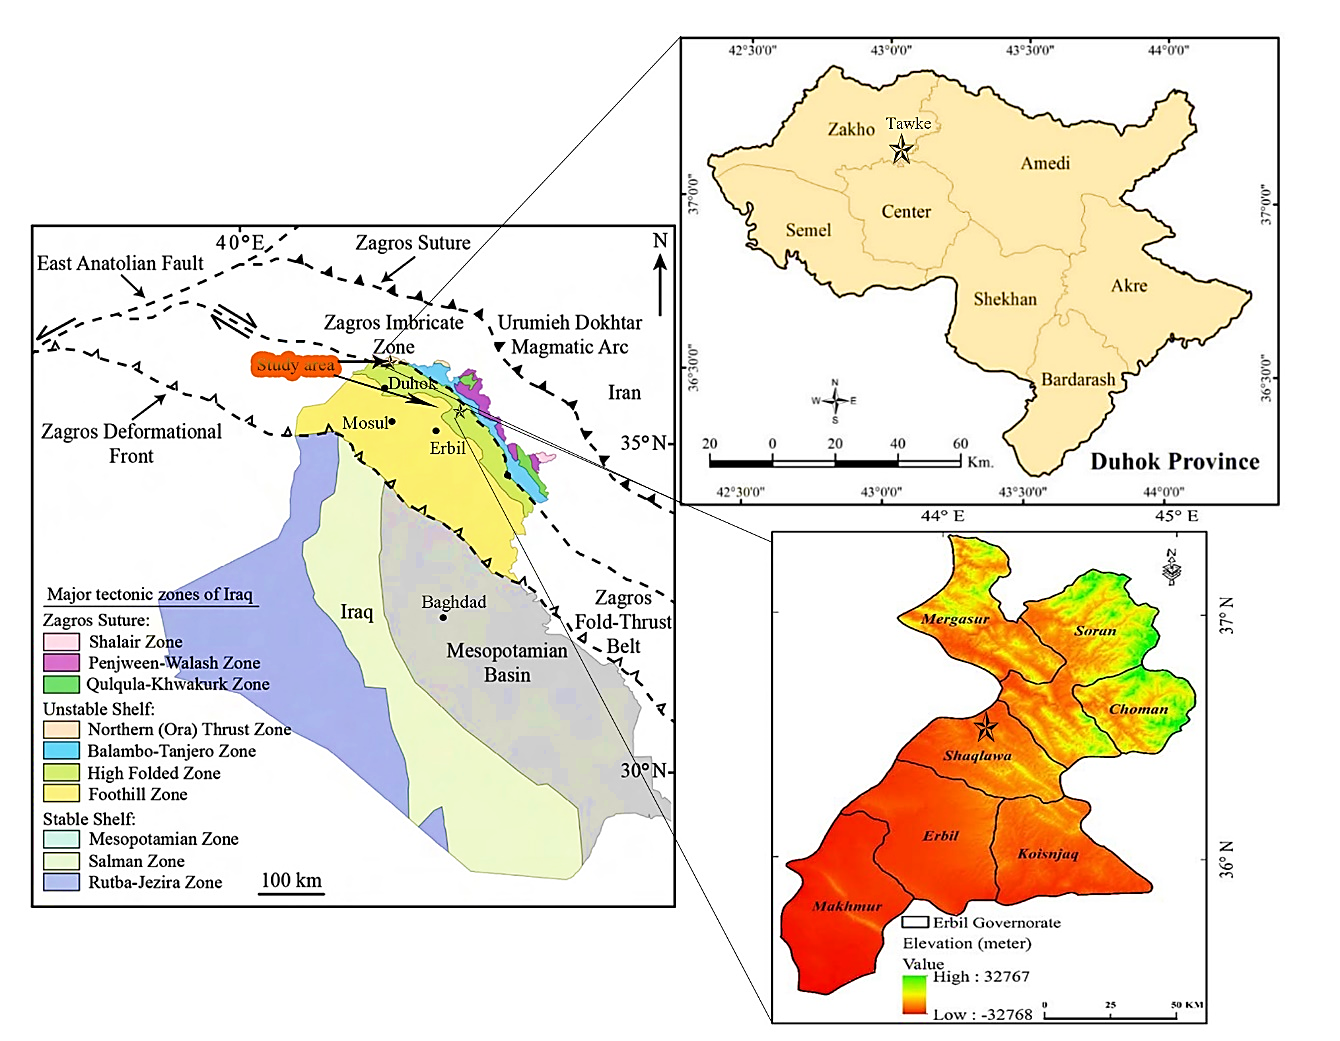 40°E
Zagros Suture
N
East Anatolian Fault
Zagros Imbricate
Zone
Urumieh Dokhtar
Magmatic Arc
Study area
Duhok
Iran
Mosul
Erbil
35°N
Zagros Deformational
Front
Major tectonic zones of Iraq
Zagros Suture:
Shalair Zone
Penjween-Walash Zone
Qulqula-Khwakurk Zone
Unstable Shelf:
Northern (Ora) Thrust Zone
Balambo-Tanjero Zone
High Folded Zone
Foothill Zone
Stable Shelf:
Mesopotamian Zone
Salman Zone
Rutba-Jezira Zone
Iraq
Baghdad
Mesopotamian
Basin
Zagros
Fold-Thrust
Belt
30°N
100 km
42°30'0" 43°0'0" 43°30'0" 44°0'0"
Zakho
Tawke
Amedi
37°0'0"
37°0'0"
Center
Semel
Shekhan
Akre
36°30'0"
36°30'0"
Bardarash
N
W E
S
20 0 20 40 60
Km.
Duhok Province
42°30'0" 43°0'0" 43°30'0" 44°0'0"
44° E 45° E
N
Mergasur
Soran
37° N
Choman
Shaqlawa
Erbil
Koisnjaq
36° N
Makhmur
Erbil Governorate
Elevation (meter)
Value
High : 32767
Low : -32768
0 25 50 KM